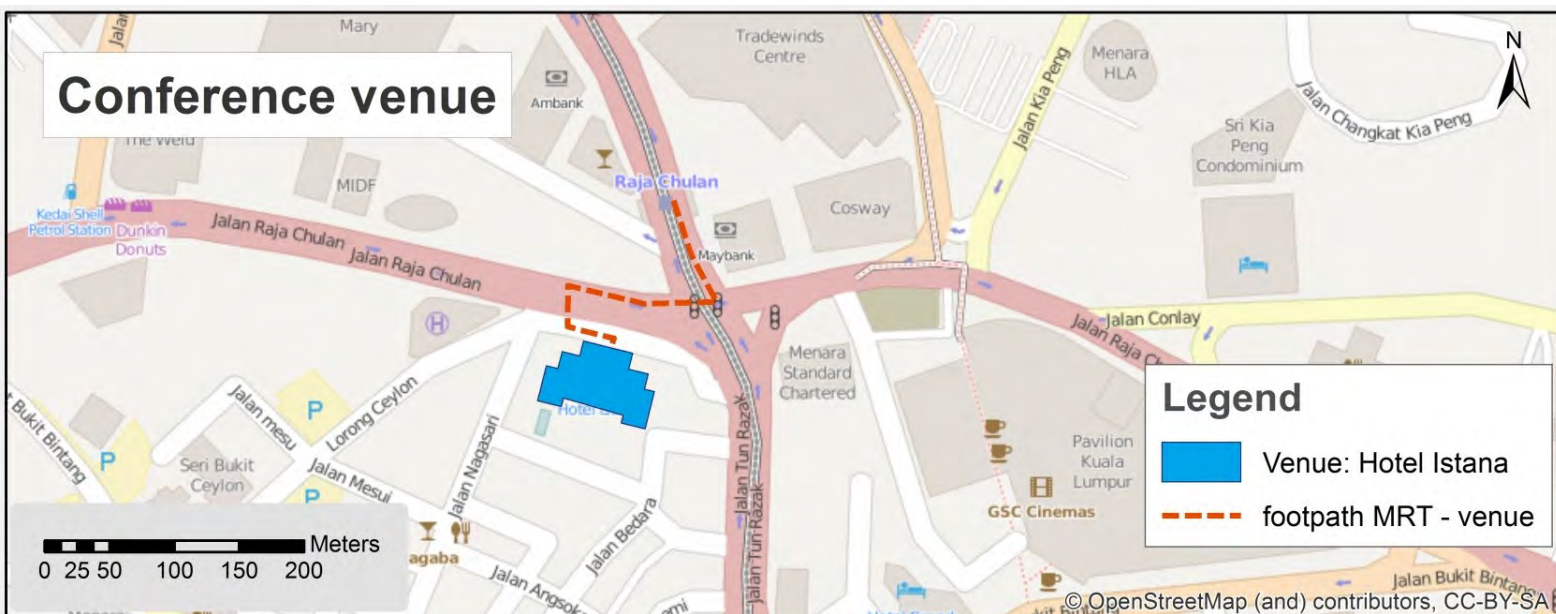 Conference venue
Mary
Ambank
The Weld
MIDF
Kedai Shell
Petrol Station
Dunkin
Donuts
Jalan Raja Chulan
Jalan Raja Chulan
Raja Chulan
Maybank
Tradewinds
Centre
Cosway
Menara
HLA
Jalan Kia Peng
Sri Kia
Peng
Condominium
Jalan Changkat Kia Peng
N
H
Jalan Conlay
Menara
Standard
Chartered
Jalan Tun Razak
Jalan Tun Razak
Pavilion
Kuala
Lumpur
GSC Cinemas
Hotel
Jalan mesu
Lorong Ceylon
P
P
P
Bukit Bintang
Seri Bukit
Ceylon
Jalan Mesui
Jalan Nagasari
Jalan Bedara
Jalan Angsoka
agaba
Meters
0 25 50 100 150 200
Legend
Venue: Hotel Istana
footpath MRT - venue
Jalan Bukit Bintang
© OpenStreetMap (and) contributors, CC-BY-SA